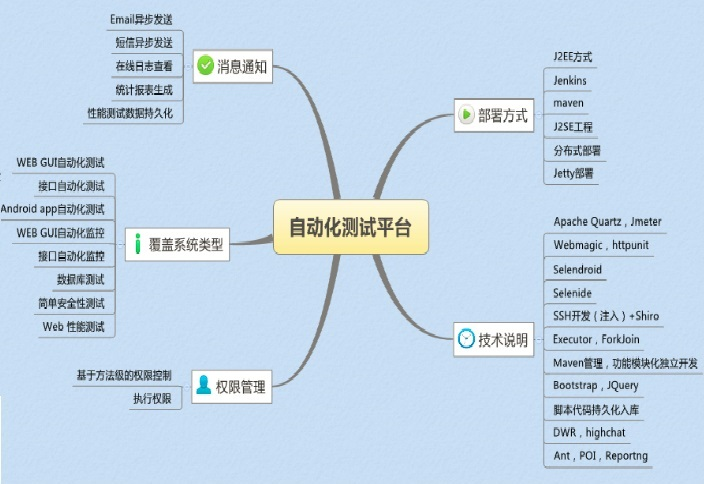 自动化测试平台
消息通知
Email异步发送
短信异步发送
在线日志查看
统计报表生成
性能测试数据持久化
覆盖系统类型
WEB GUI自动化测试
接口自动化测试
Android app自动化测试
WEB GUI自动化监控
接口自动化监控
数据库测试
简单安全性测试
Web 性能测试
权限管理
基于方法级的权限控制
执行权限
部署方式
J2EE方式
Jenkins
maven
J2SE工程
分布式部署
Jetty部署
技术说明
Apache Quartz，Jmeter
Webmagic，httpunit
Selendroid
Selenide
SSH开发（注入）+Shiro
Executor，ForkJoin
Maven管理，功能模块化独立开发
Bootstrap，JQuery
脚本代码持久化入库
DWR，highchat
Ant，POI，Reportng